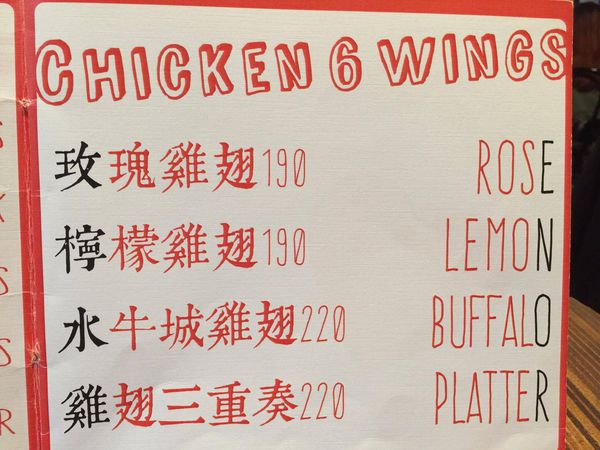 CHICKEN 6 WINGS
玫瑰雞翅190 ROSE
檸檬雞翅190 LEMON
水牛城雞翅220 BUFFALO
雞翅三重奏220 PLATTER
S
K
S
S
R